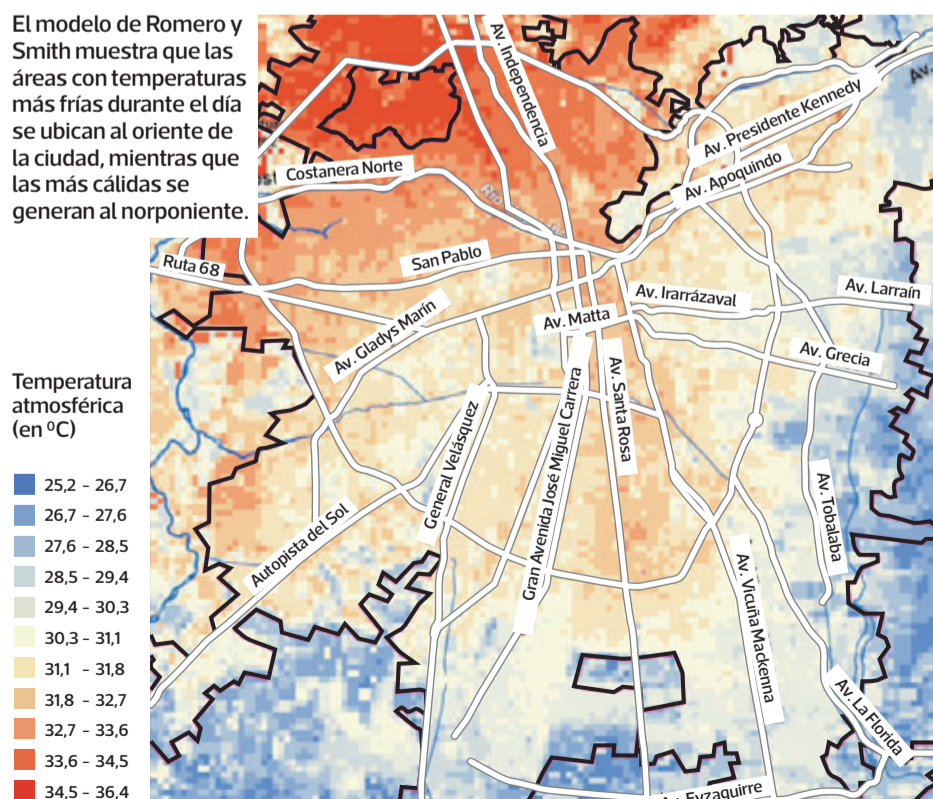 El modelo de Romero y
Smith muestra que las
áreas con temperaturas
más frías durante el día
se ubican al oriente de
la ciudad, mientras que
las más cálidas se
generan al norponiente.
Av. Independencia
Av. Presidente Kennedy
Av.
Costanera Norte
Av. Apoquindo
Río
San Pablo
Ruta 68
Av. Irarrázaval
Av. Larraín
Av. Matta
Av. Gladys Marín
Av. Grecia
Av. Santa Rosa
Gran Avenida José Miguel Carrera
General Velásquez
Av. Tobalaba
Autopista del Sol
Av. Vicuña Mackenna
Av. La Florida
Av. Eyzaguirre
Temperatura
atmosférica
(en ºC)
25,2 - 26,7
26,7 - 27,6
27,6 - 28,5
28,5 - 29,4
29,4 - 30,3
30,3 - 31,1
31,1 - 31,8
31,8 - 32,7
32,7 - 33,6
33,6 - 34,5
34,5 - 36,4